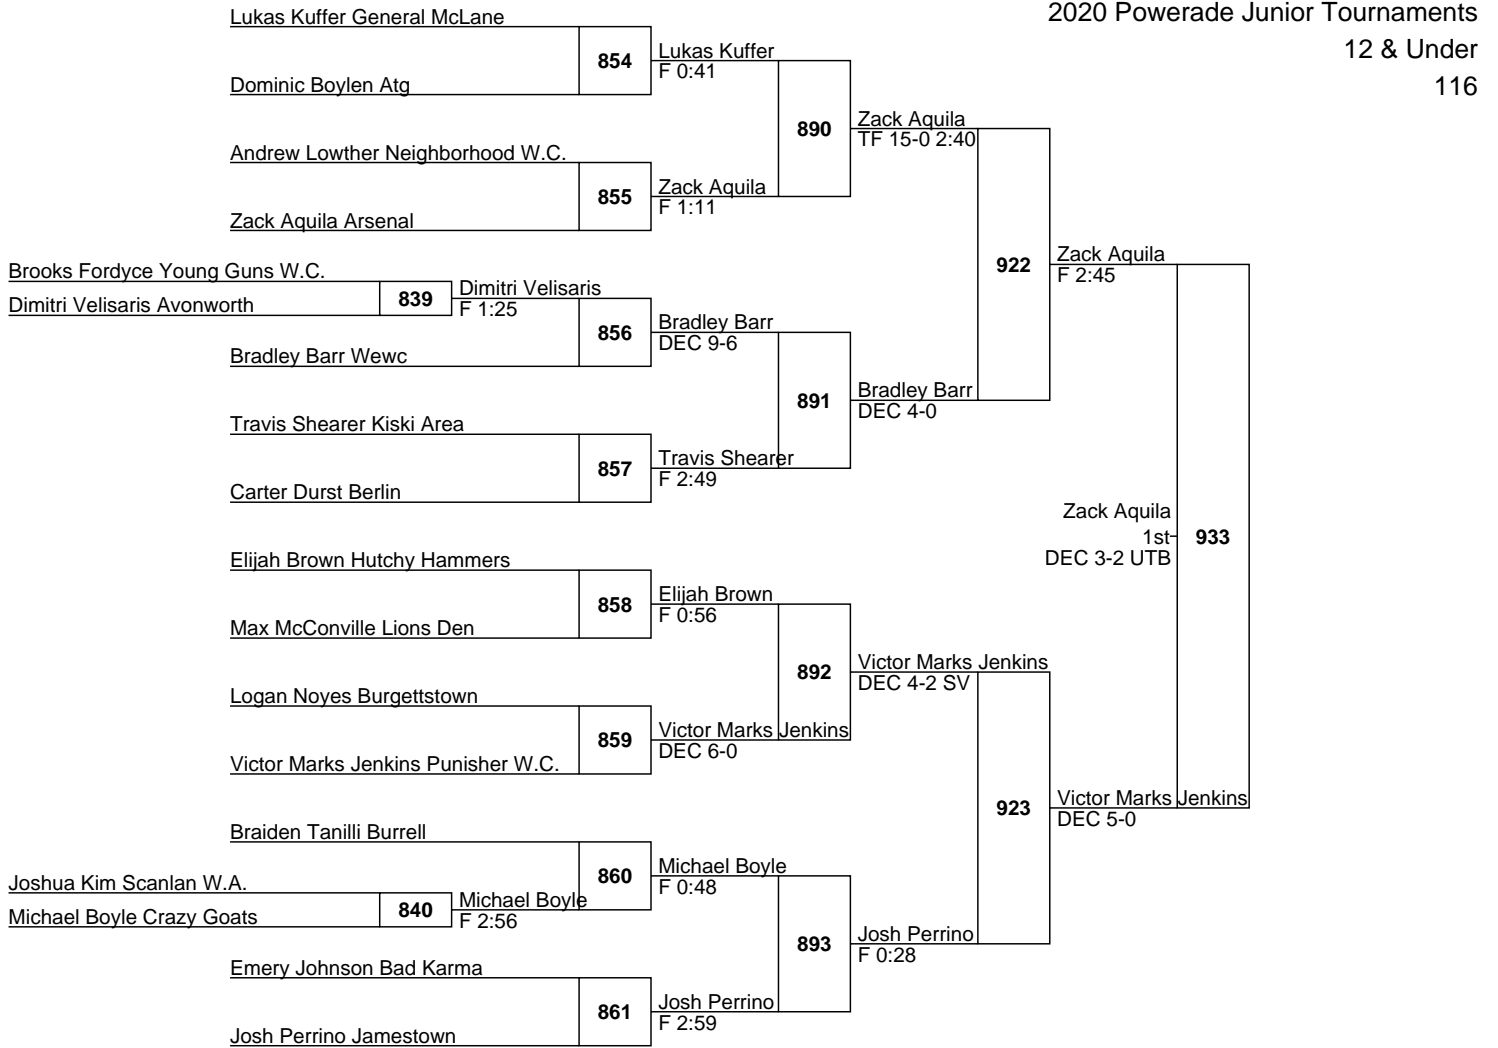 2020 Powerade Junior Tournaments
12 & Under
116
Lukas Kuffer General McLane
854
Lukas Kuffer
F 0:41
Dominic Boylen Atg
890
Zack Aquila
TF 15-0 2:40
Andrew Lowther Neighborhood W.C.
855
Zack Aquila
F 1:11
Zack Aquila Arsenal
922
Zack Aquila
F 2:45
Brooks Fordyce Young Guns W.C.
839
Dimitri Velisaris
F 1:25
Dimitri Velisaris Avonworth
856
Bradley Barr
DEC 9-6
Bradley Barr Wewc
891
Bradley Barr
DEC 4-0
Travis Shearer Kiski Area
857
Travis Shearer
F 2:49
Carter Durst Berlin
Zack Aquila
1st
933
DEC 3-2 UTB
Elijah Brown Hutchy Hammers
858
Elijah Brown
F 0:56
Max McConville Lions Den
892
Victor Marks Jenkins
DEC 4-2 SV
Logan Noyes Burgettstown
859
Victor Marks Jenkins
DEC 6-0
Victor Marks Jenkins Punisher W.C.
923
Victor Marks Jenkins
DEC 5-0
Braiden Tanilli Burrell
860
Michael Boyle
F 0:48
Joshua Kim Scanlan W.A.
840
Michael Boyle
F 2:56
Michael Boyle Crazy Goats
893
Josh Perrino
F 0:28
Emery Johnson Bad Karma
861
Josh Perrino
F 2:59
Josh Perrino Jamestown